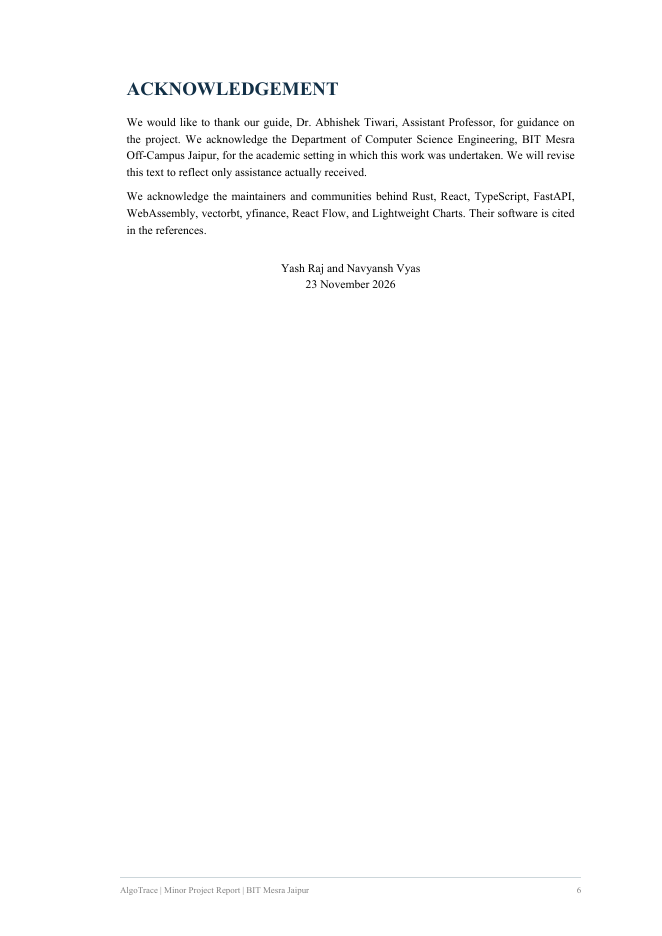 ACKNOWLEDGEMENT
We would like to thank our guide, Dr. Abhishek Tiwari, Assistant Professor, for guidance on
the project. We acknowledge the Department of Computer Science Engineering, BIT Mesra
Off-Campus Jaipur, for the academic setting in which this work was undertaken. We will revise
this text to reflect only assistance actually received.
We acknowledge the maintainers and communities behind Rust, React, TypeScript, FastAPI,
WebAssembly, vectorbt, yfinance, React Flow, and Lightweight Charts. Their software is cited
in the references.
Yash Raj and Navyansh Vyas
23 November 2026
AlgoTrace | Minor Project Report | BIT Mesra Jaipur 6